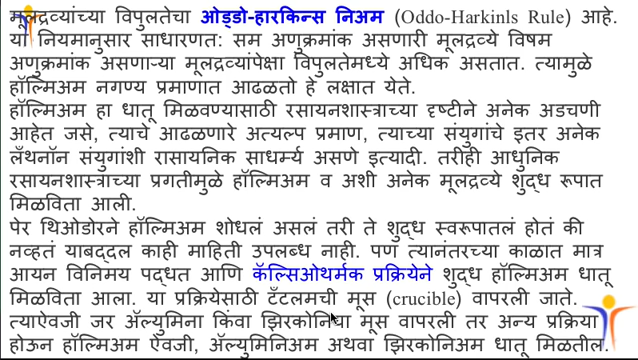 मूलद्रव्यांच्या विपुलतेचा ओड्डो-हारकिन्स निअम (Oddo-Harkinls Rule) आहे.
या नियमानुसार साधारणत: सम अणुक्रमांक असणारी मूलद्रव्ये विषम
अणुक्रमांक असणाऱ्या मूलद्रव्यांपेक्षा विपुलतेमध्ये अधिक असतात. त्यामुळे
हॉल्मिअम नगण्य प्रमाणात आढळतो हे लक्षात येते.
हॉल्मिअम हा धातू मिळवण्यासाठी रसायनशास्त्राच्या दृष्टीने अनेक अडचणी
आहेत जसे, त्याचे आढळणारे अत्यल्प प्रमाण, त्याच्या संयुगांचे इतर अनेक
लँथनॉन संयुगांशी रासायनिक साधर्म्य असणे इत्यादी. तरीही आधुनिक
रसायनशास्त्राच्या प्रगतीमुळे हॉल्मिअम व अशी अनेक मूलद्रव्ये शुद्ध रूपात
मिळविता आली.
पेर थिओडोरने हॉल्मिअम शोधलं असलं तरी ते शुद्ध स्वरूपातलं होतं की
नव्हतं याबद्दल काही माहिती उपलब्ध नाही. पण त्यानंतरच्या काळात मात्र
आयन विनिमय पद्धत आणि कॅल्सिओथर्मक प्रक्रियेने शुद्ध हॉल्मिअम धातू
मिळविता आला. या प्रक्रियेसाठी टँटलमची मूस (crucible) वापरली जाते.
त्याऐवजी जर ॲल्युमिना किंवा झिरकोनिया मूस वापरली तर अन्य प्रक्रिया
होऊन हॉल्मिअम ऐवजी, ॲल्युमिनिअम अथवा झिरकोनिअम धातू मिळतील.